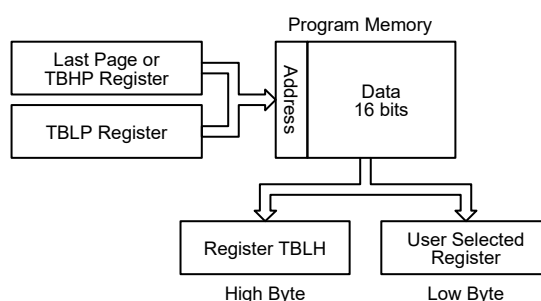 Program Memory
Last Page or
TBHP Register
TBLP Register
Address
Data
16 bits
Register TBLH
User Selected
Register
High Byte
Low Byte